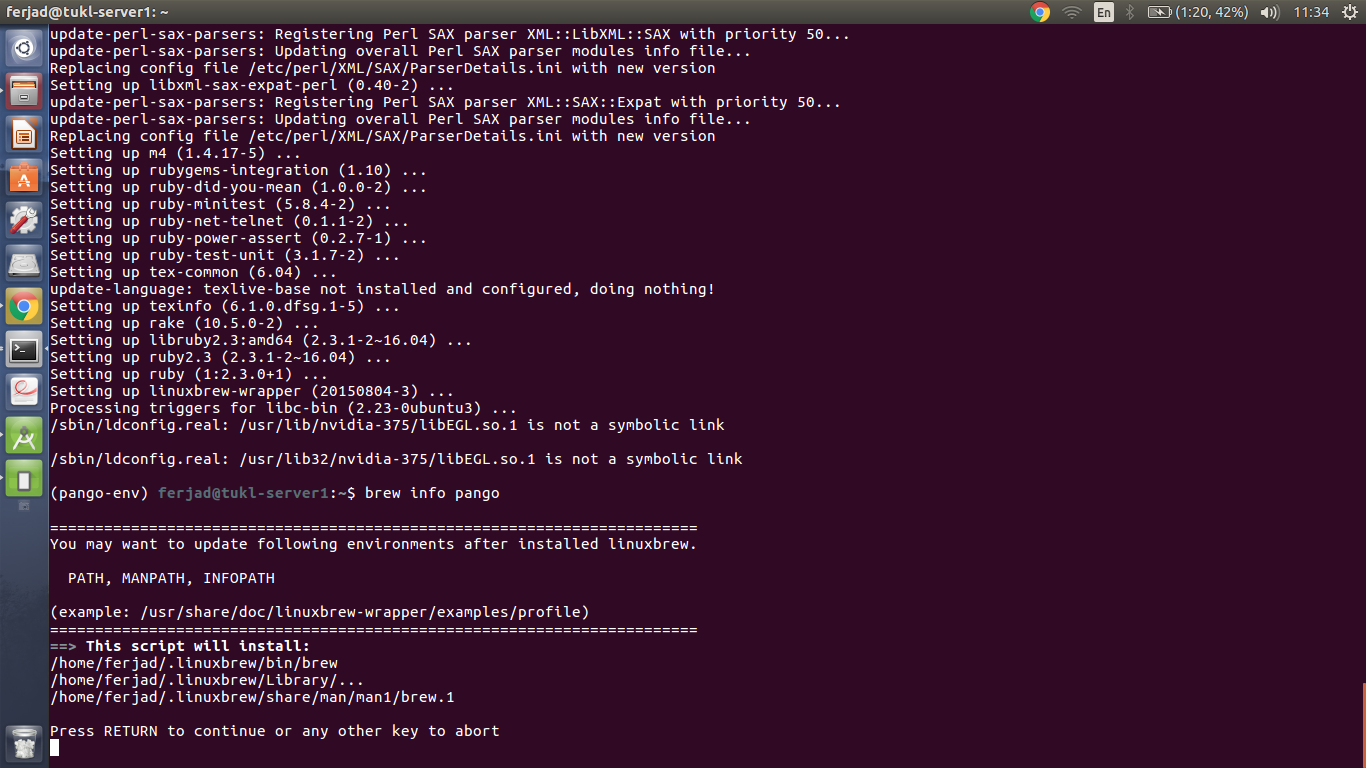 ferjad@tukl-server1: ~
En
(1:20, 42%)
11:34
update-perl-sax-parsers: Registering Perl SAX parser XML::LibXML::SAX with priority 50...
update-perl-sax-parsers: Updating overall Perl SAX parser modules info file...
Replacing config file /etc/perl/XML/SAX/ParserDetails.ini with new version
Setting up libxml-sax-expat-perl (0.40-2) ...
update-perl-sax-parsers: Registering Perl SAX parser XML::SAX::Expat with priority 50...
update-perl-sax-parsers: Updating overall Perl SAX parser modules info file...
Replacing config file /etc/perl/XML/SAX/ParserDetails.ini with new version
Setting up m4 (1.4.17-5) ...
Setting up rubygems-integration (1.10) ...
Setting up ruby-did-you-mean (1.0.0-2) ...
Setting up ruby-minitest (5.8.4-2) ...
Setting up ruby-net-telnet (0.1.1-2) ...
Setting up ruby-power-assert (0.2.7-1) ...
Setting up ruby-test-unit (3.1.7-2) ...
Setting up tex-common (6.04) ...
update-language: texlive-base not installed and configured, doing nothing!
Setting up texinfo (6.1.0.dfsg.1-5) ...
Setting up rake (10.5.0-2) ...
Setting up libruby2.3:amd64 (2.3.1-2~16.04) ...
Setting up ruby2.3 (2.3.1-2~16.04) ...
Setting up ruby (1:2.3.0+1) ...
Setting up linuxbrew-wrapper (20150804-3) ...
Processing triggers for libc-bin (2.23-0ubuntu3) ...
/sbin/ldconfig.real: /usr/lib/nvidia-375/libEGL.so.1 is not a symbolic link
/sbin/ldconfig.real: /usr/lib32/nvidia-375/libEGL.so.1 is not a symbolic link
(pango-env) ferjad@tukl-server1:~$ brew info pango
========================================================================
You may want to update following environments after installed linuxbrew.
PATH, MANPATH, INFOPATH
(example: /usr/share/doc/linuxbrew-wrapper/examples/profile)
========================================================================
==> This script will install:
/home/ferjad/.linuxbrew/bin/brew
/home/ferjad/.linuxbrew/Library/...
/home/ferjad/.linuxbrew/share/man/man1/brew.1
Press RETURN to continue or any other key to abort